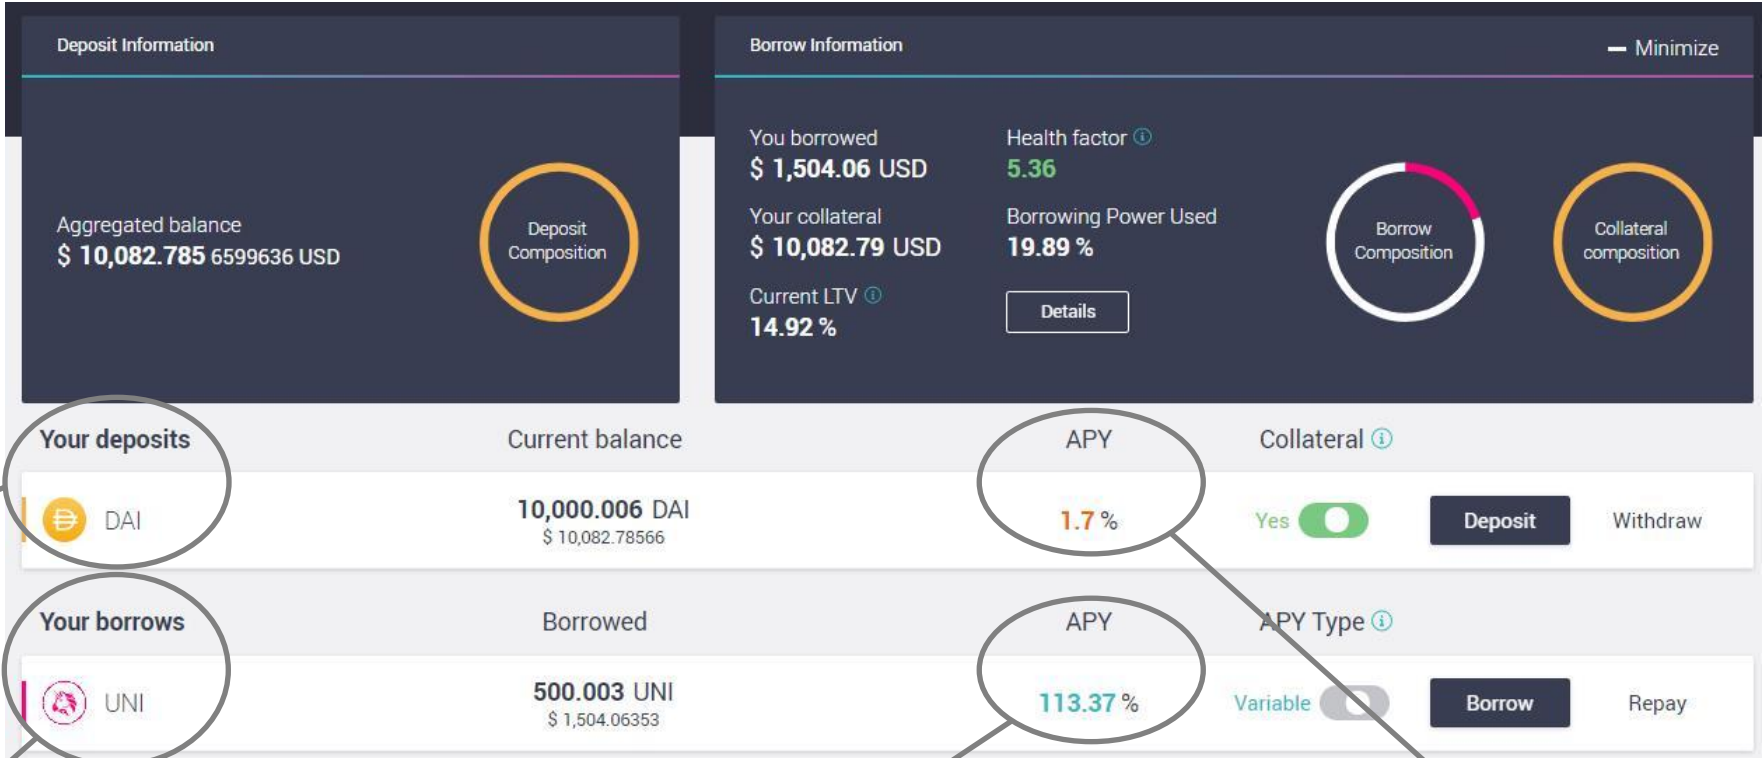 Deposit Information
Aggregated balance
$ 10,082.785 6599636 USD
Deposit
Composition
Borrow Information
Minimize
You borrowed
$ 1,504.06 USD
Health factor
5.36
Your collateral
$ 10,082.79 USD
Borrowing Power Used
19.89 %
Current LTV
14.92 %
Details
Borrow
Composition
Collateral
composition
Your deposits Current balance APY Collateral
DAI 10,000.006 DAI 1.7 % Yes Deposit Withdraw
$ 10,082.78566
Your borrows Borrowed APY APY Type
UNI 500.003 UNI 113.37 % Variable Borrow Repay
$ 1,504.06353